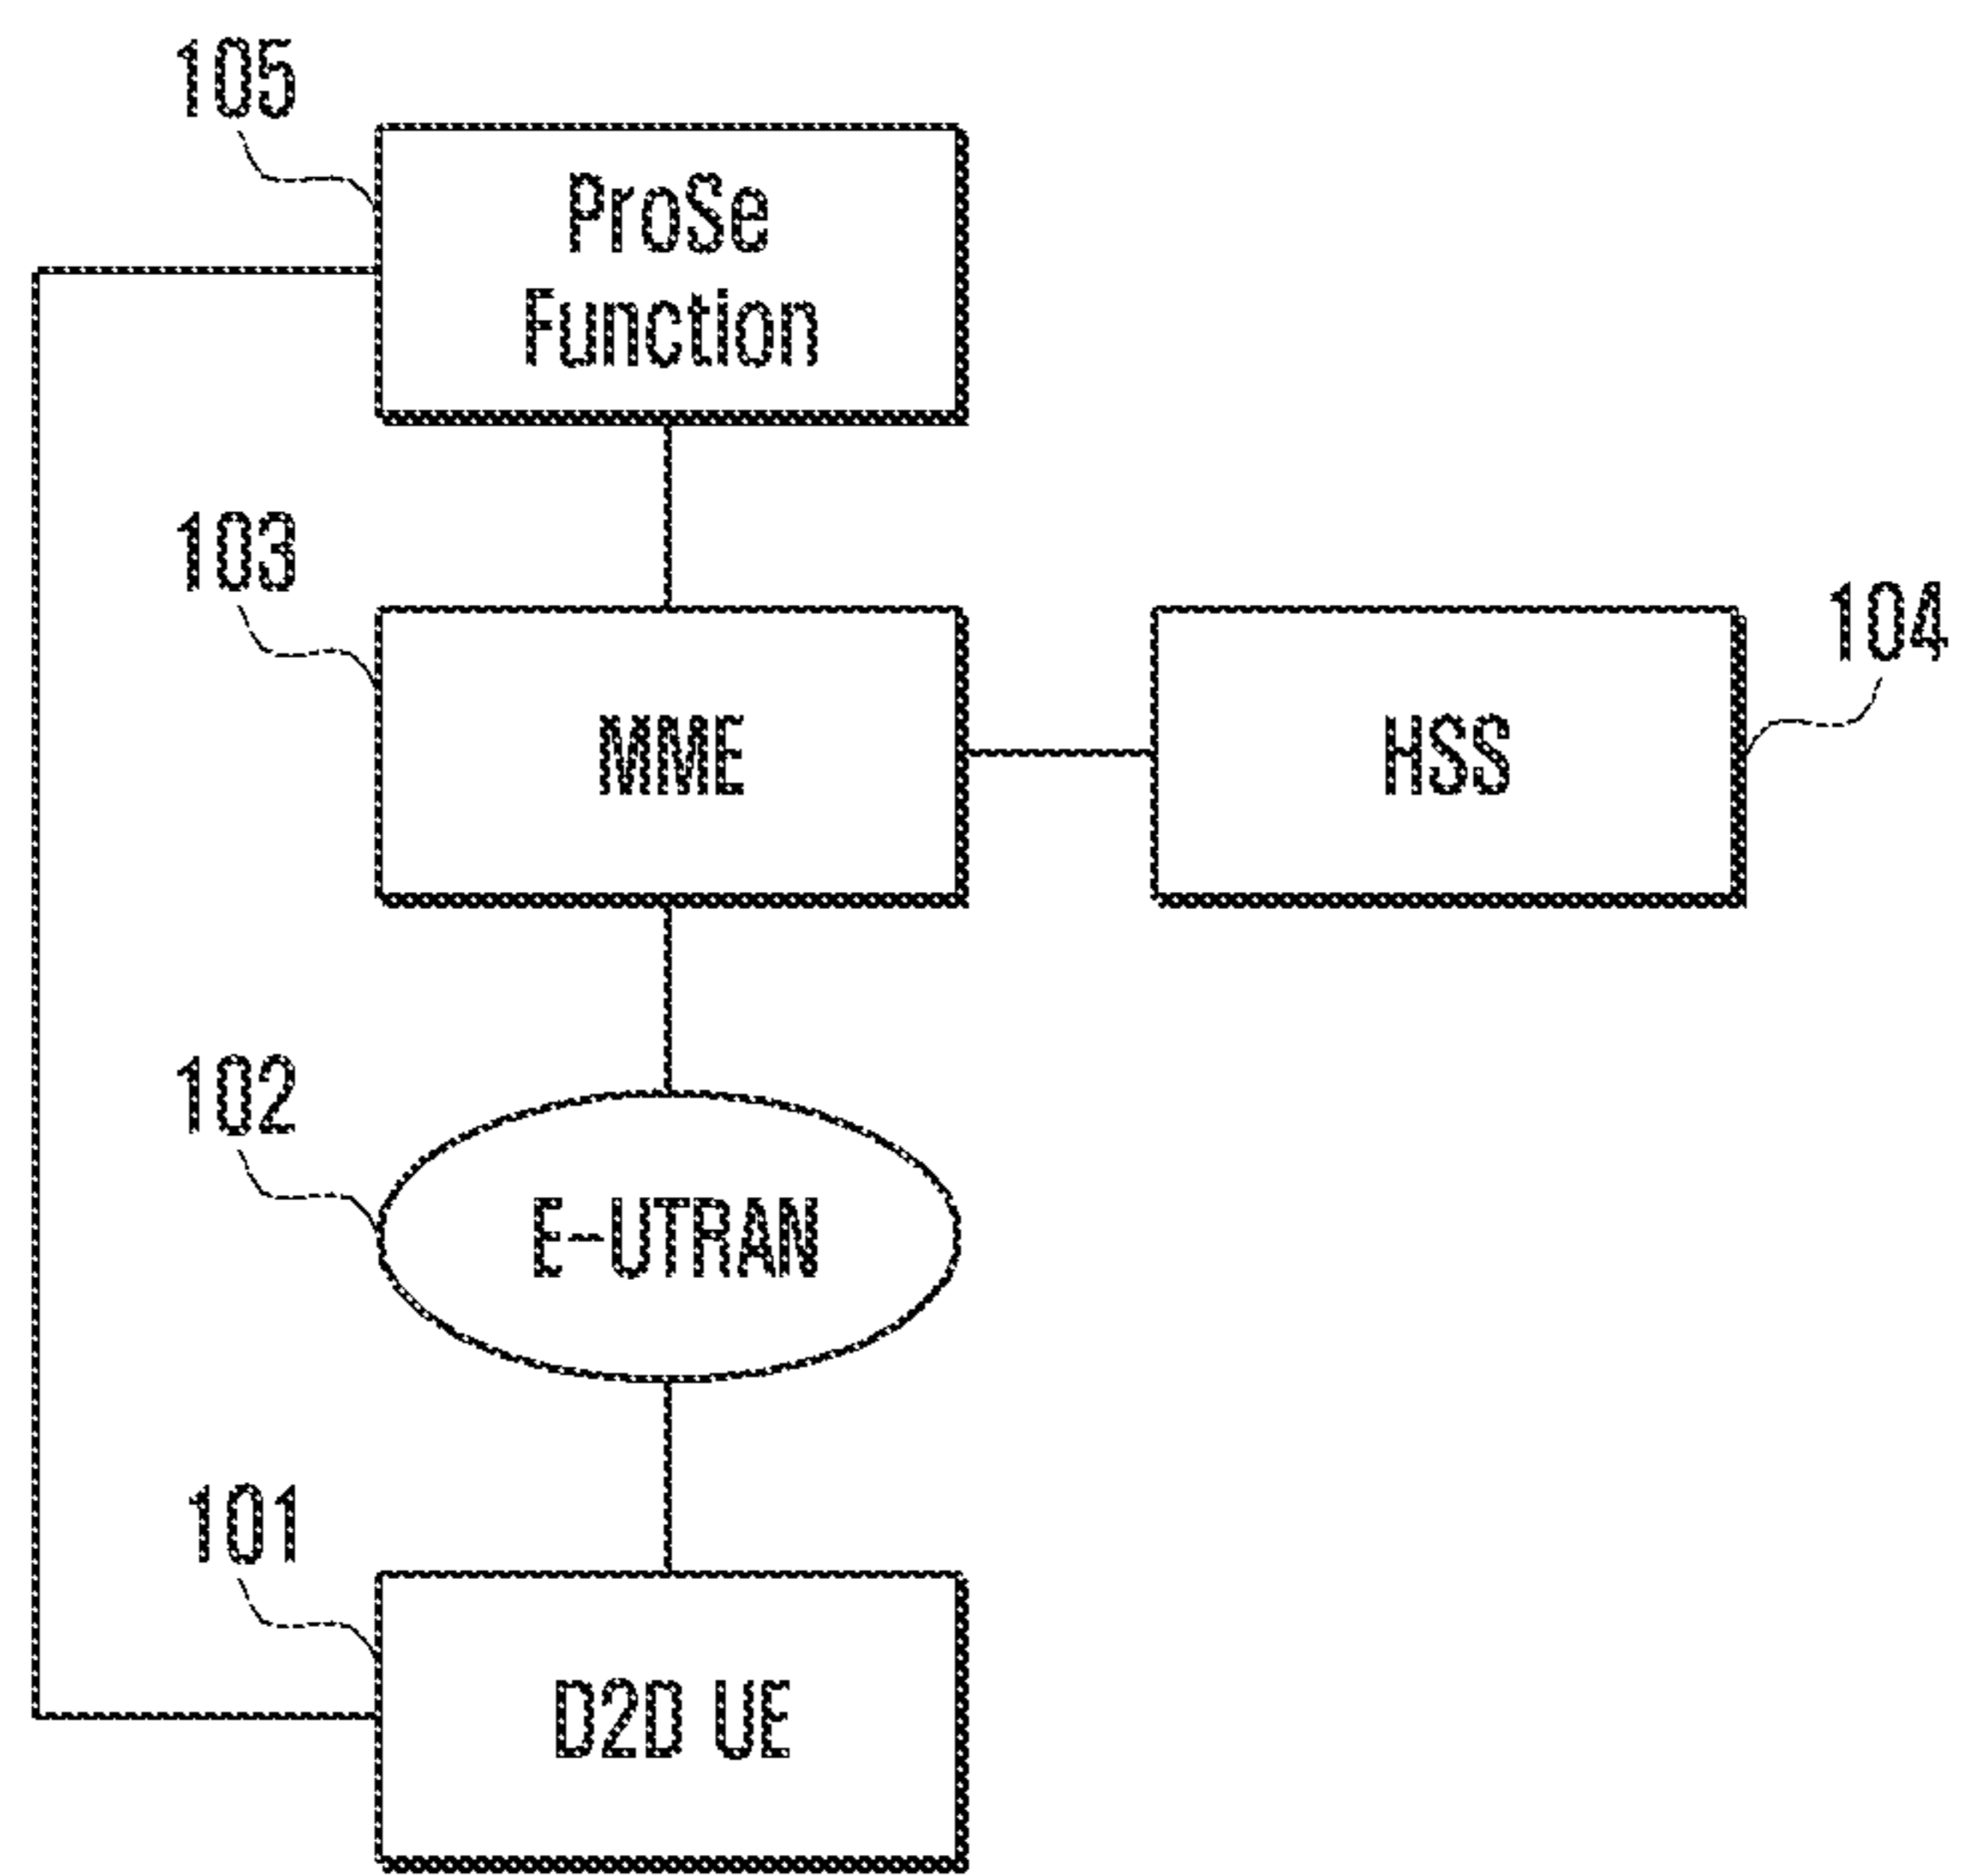 105
ProSe
Function
103
MME
HSS
104
102
E-UTRAN
101
D2D UE